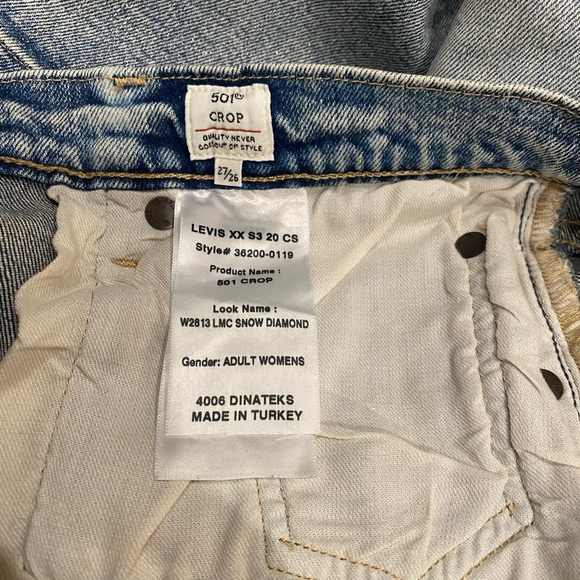 501®
CROP
QUALITY NEVER
GOES OUT OF STYLE
27/26
LEVIS XX S3 20 CS
Style# 36200-0119
Product Name :
501 CROP
Look Name :
W2813 LMC SNOW DIAMOND
Gender: ADULT WOMENS
4006 DINATEKS
MADE IN TURKEY